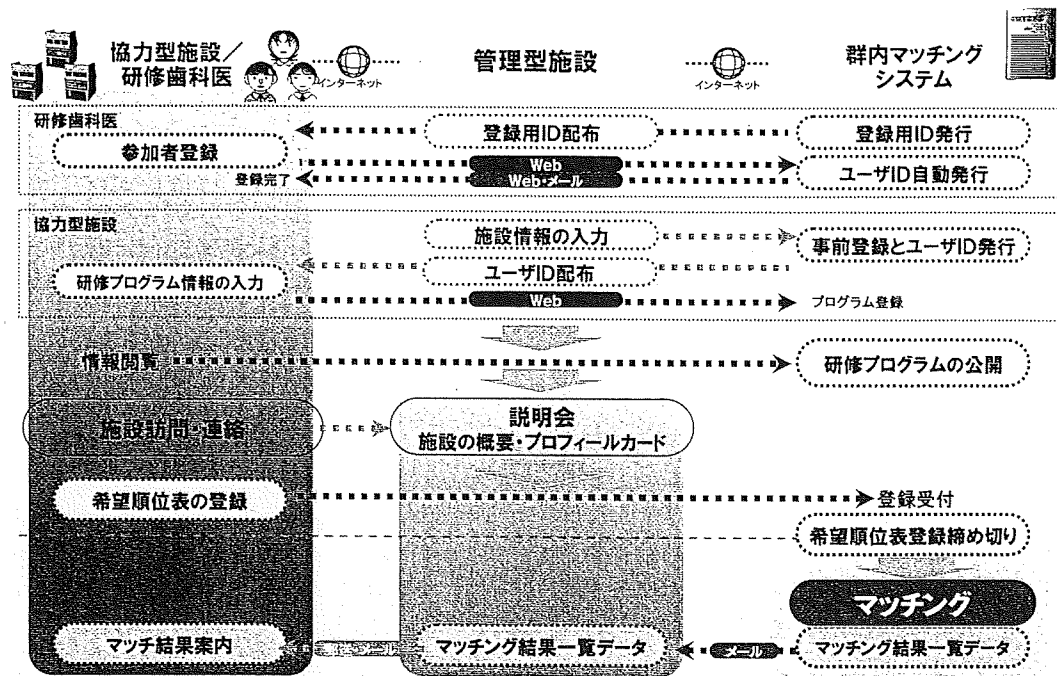 協力型施設／
研修歯科医
インターネット
管理型施設
インターネット
群内マッチング
システム
研修歯科医
参加者登録
登録用ID配布
登録用ID発行
Web
登録完了
Web・メール
ユーザID自動発行
協力型施設
施設情報の入力
事前登録とユーザID発行
研修プログラム情報の入力
ユーザID配布
Web
プログラム登録
情報閲覧
研修プログラムの公開
施設訪問・連絡
説明会
施設の概要・プロフィールカード
希望順位表の登録
登録受付
希望順位表登録締め切り
マッチング
マッチ結果案内
メール
マッチング結果一覧データ
メール
マッチング結果一覧データ